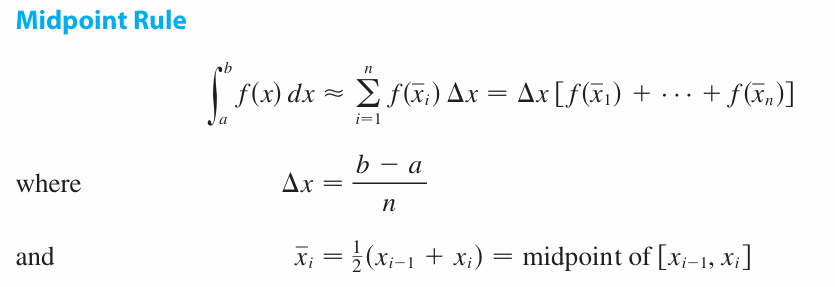 Midpoint Rule
∫_a^b f(x) dx ≈ ∑_{i=1}^n f(x̄_i) Δx = Δx[f(x̄_1) + ··· + f(x̄_n)]
where Δx = \frac{b − a}{n}
and x̄_i = ½(x_{i−1} + x_i) = midpoint of [x_{i−1}, x_i]